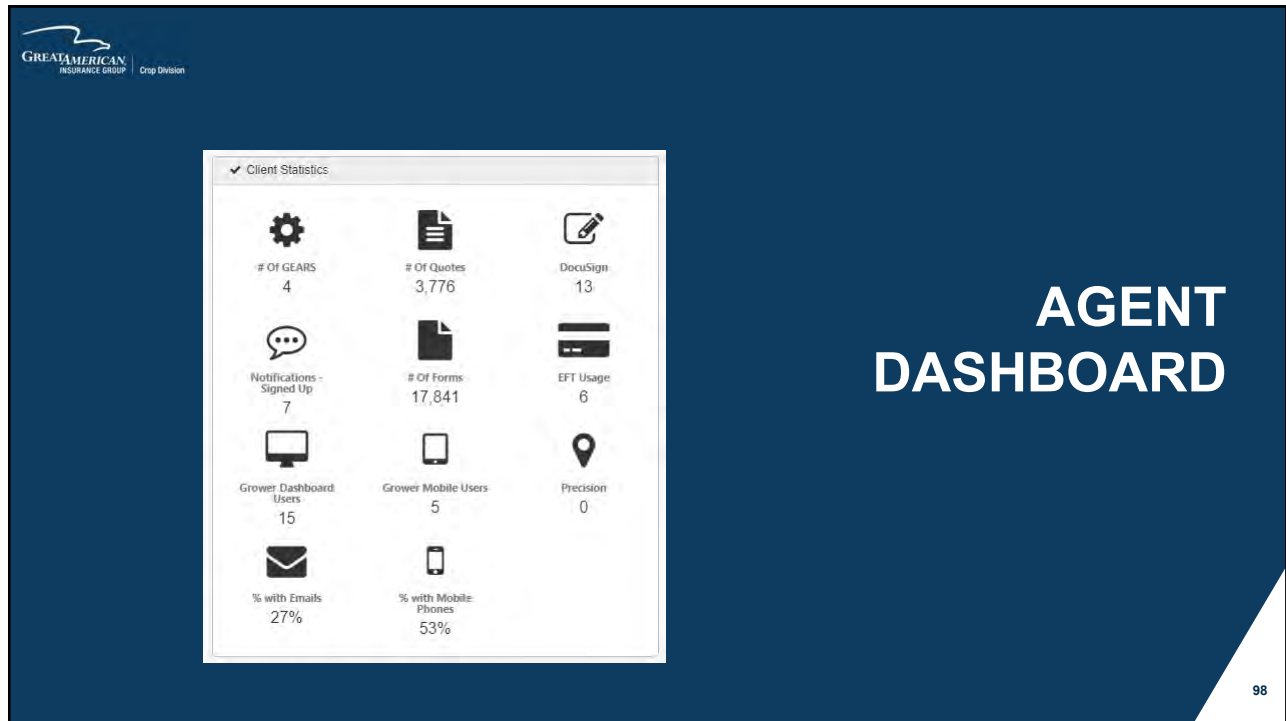 GREATAMERICAN
INSURANCE GROUP
Crop Division
Client Statistics
# Of GEARS
4
# Of Quotes
3,776
DocuSign
13
Notifications -
Signed Up
7
# Of Forms
17,841
EFT Usage
6
Grower Dashboard
Users
15
Grower Mobile Users
5
Precision
0
% with Emails
27%
% with Mobile
Phones
53%
AGENT
DASHBOARD
98